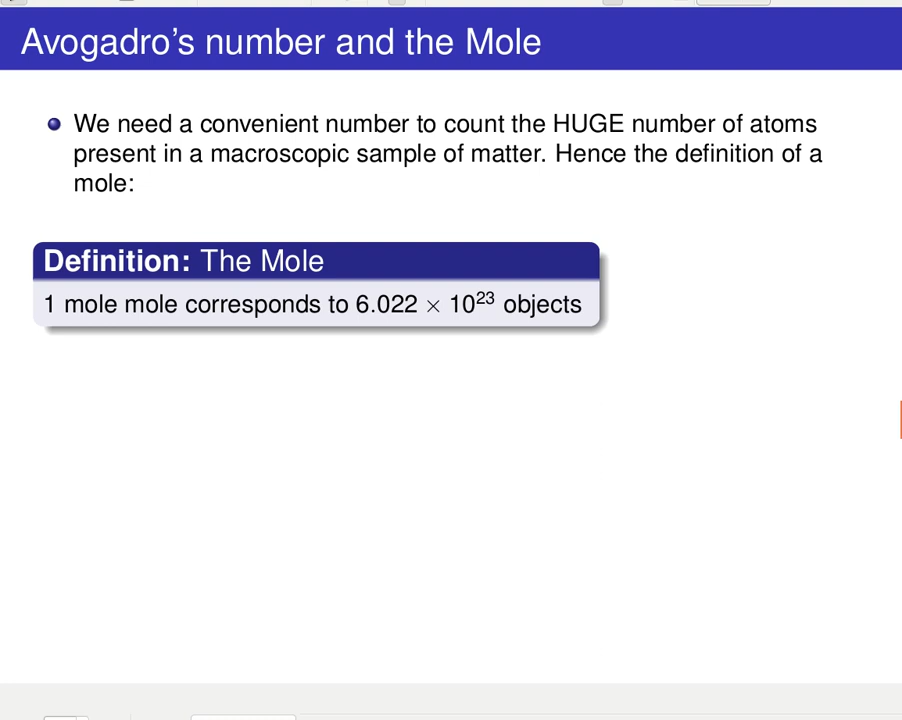 Avogadro's number and the Mole
We need a convenient number to count the HUGE number of atoms
present in a macroscopic sample of matter. Hence the definition of a
mole:
Definition: The Mole
1 mole mole corresponds to 6.022 × 10²³ objects